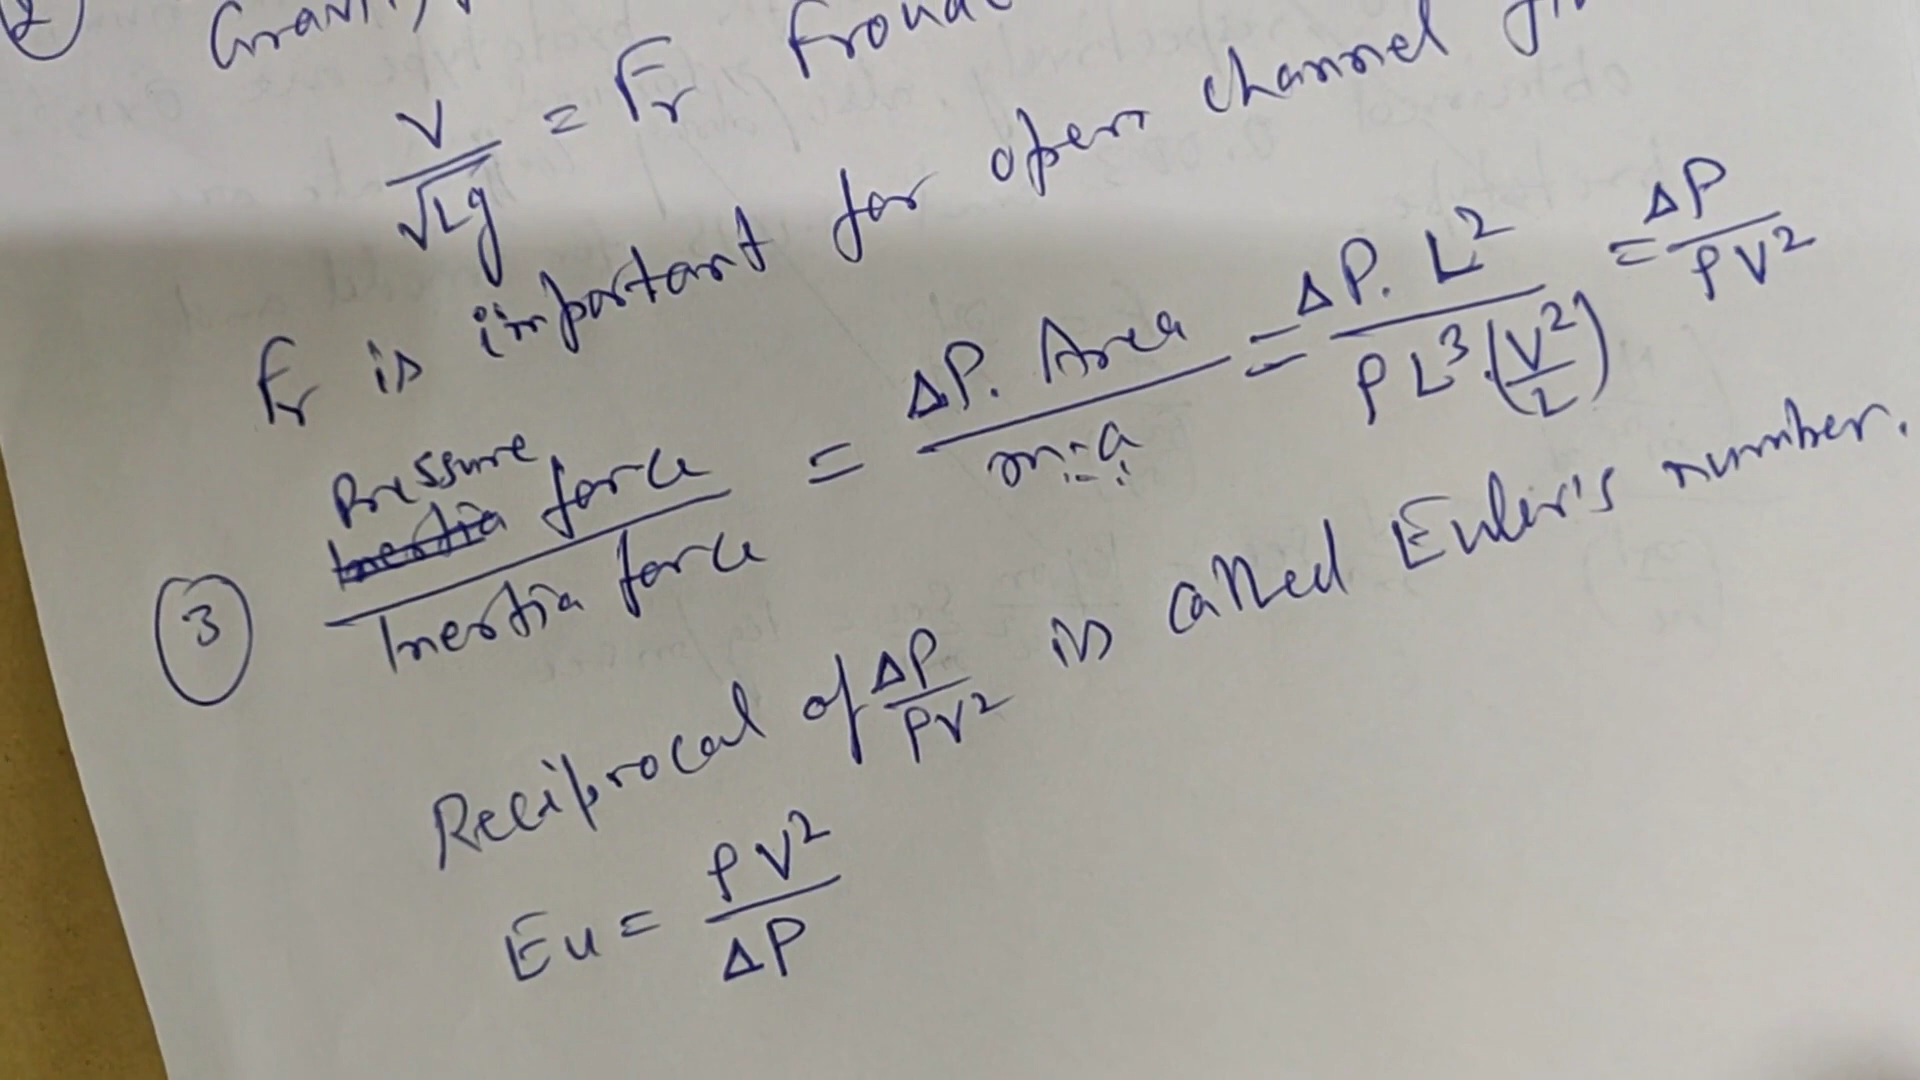 2
V/√Lg = Fr
Fr is important for open channel
3 Pressure force / Inertia force = ΔP. Area / m·a = ΔP. L² / ρL³.(V²/L) = ΔP / ρV²
Reciprocal of ΔP/ρV² is called Euler's number.
Eu = ρV² / ΔP